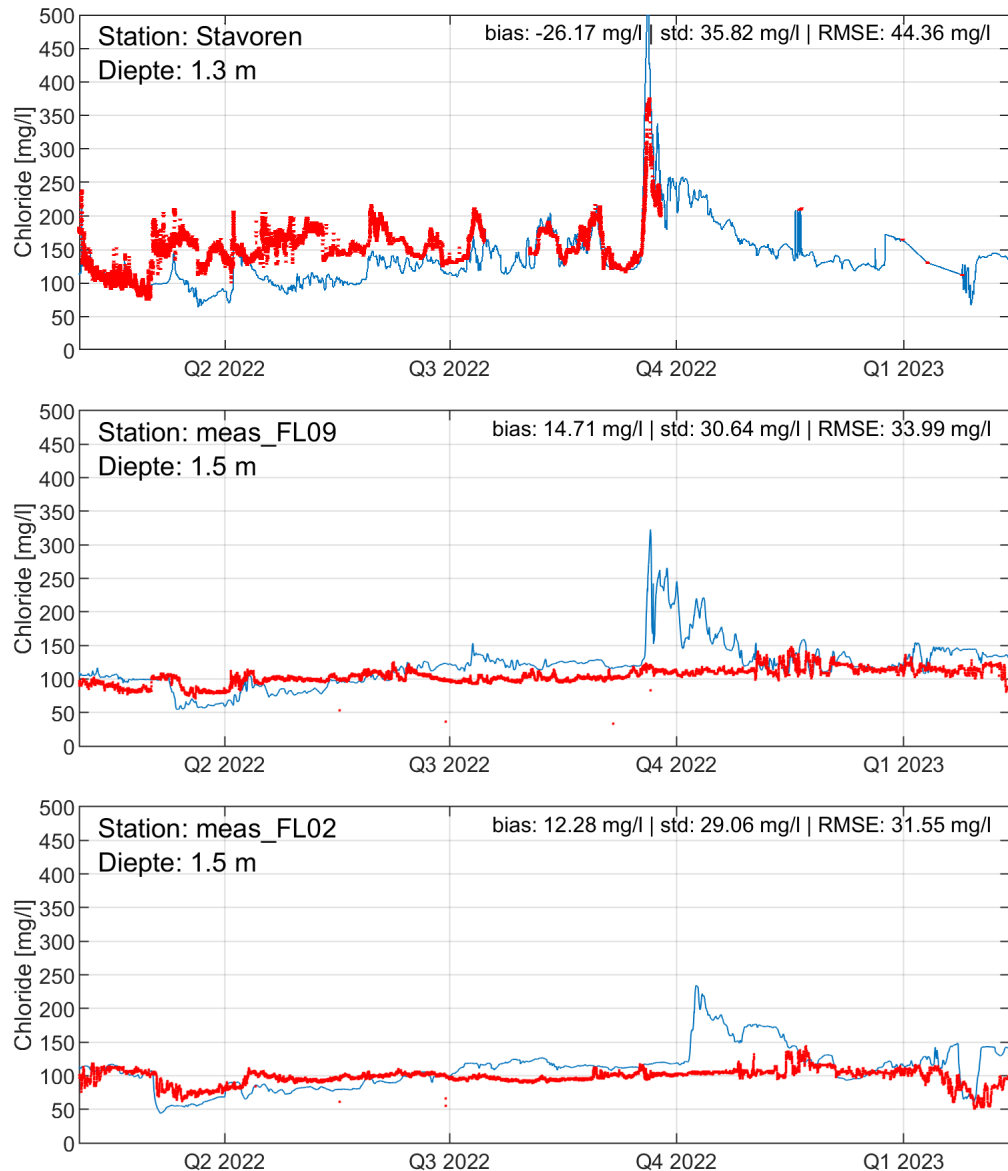 Station: Stavoren
bias: -26.17 mg/l | std: 35.82 mg/l | RMSE: 44.36 mg/l
Diepte: 1.3 m
Chloride [mg/l]
500
450
400
350
300
250
200
150
100
50
0
Q2 2022 Q3 2022 Q4 2022 Q1 2023
Station: meas_FL09
bias: 14.71 mg/l | std: 30.64 mg/l | RMSE: 33.99 mg/l
Diepte: 1.5 m
Chloride [mg/l]
500
450
400
350
300
250
200
150
100
50
0
Q2 2022 Q3 2022 Q4 2022 Q1 2023
Station: meas_FL02
bias: 12.28 mg/l | std: 29.06 mg/l | RMSE: 31.55 mg/l
Diepte: 1.5 m
Chloride [mg/l]
500
450
400
350
300
250
200
150
100
50
0
Q2 2022 Q3 2022 Q4 2022 Q1 2023